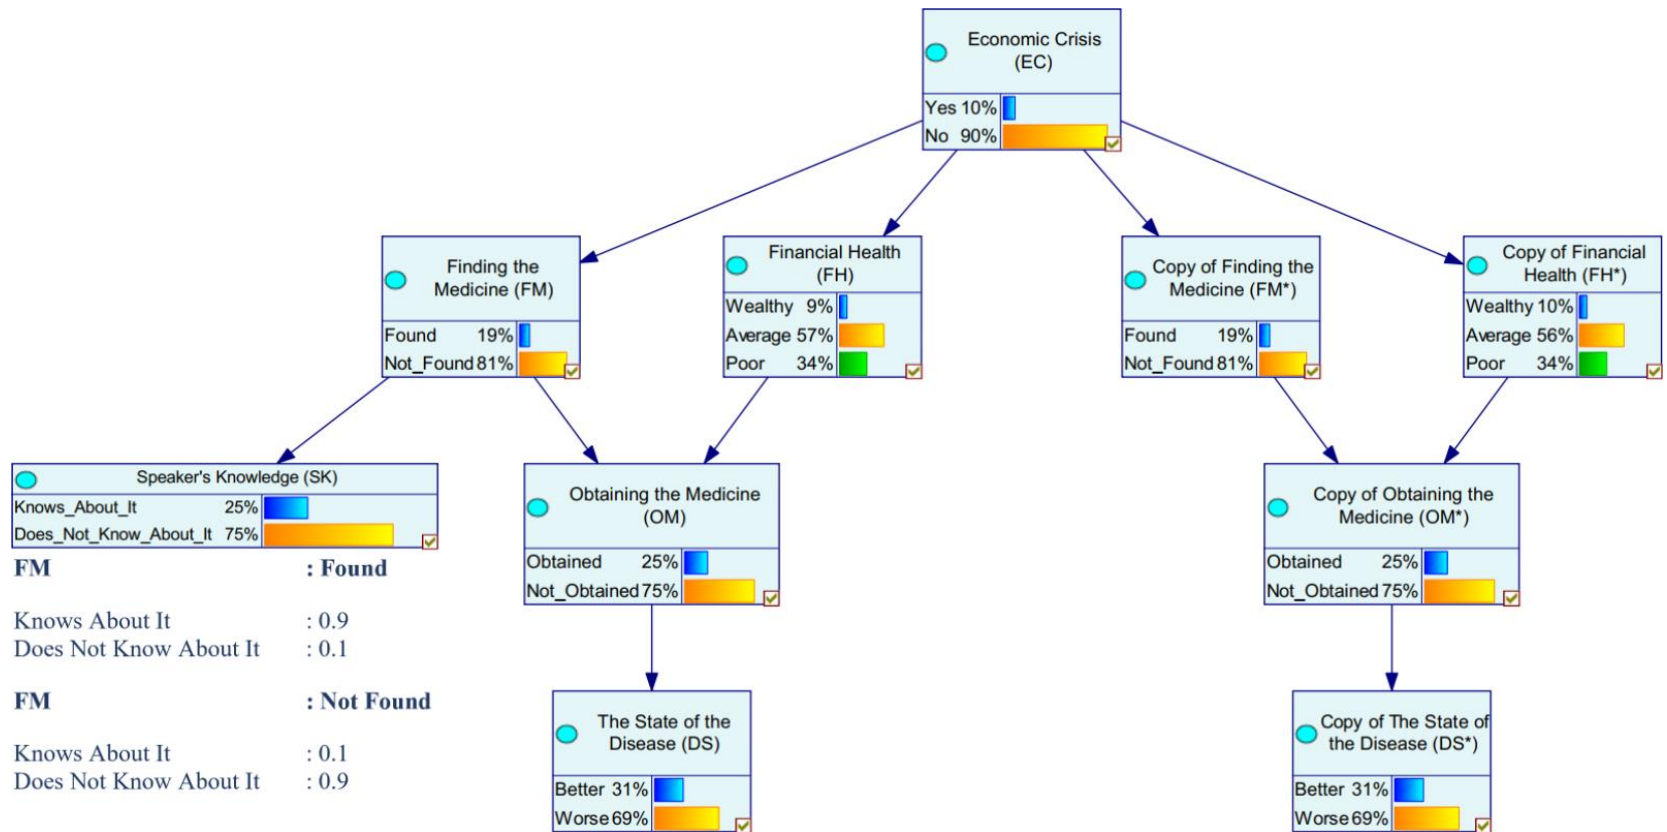 Economic Crisis
(EC)
Yes 10%
No 90%
Finding the
Medicine (FM)
Found 19%
Not_Found 81%
Financial Health
(FH)
Wealthy 9%
Average 57%
Poor 34%
Copy of Finding the
Medicine (FM*)
Found 19%
Not_Found 81%
Copy of Financial
Health (FH*)
Wealthy 10%
Average 56%
Poor 34%
Speaker's Knowledge (SK)
Knows_About_It 25%
Does_Not_Know_About_It 75%
FM : Found
Knows About It : 0.9
Does Not Know About It : 0.1
FM : Not Found
Knows About It : 0.1
Does Not Know About It : 0.9
Obtaining the Medicine
(OM)
Obtained 25%
Not_Obtained 75%
Copy of Obtaining the
Medicine (OM*)
Obtained 25%
Not_Obtained 75%
The State of the
Disease (DS)
Better 31%
Worse 69%
Copy of The State of
the Disease (DS*)
Better 31%
Worse 69%